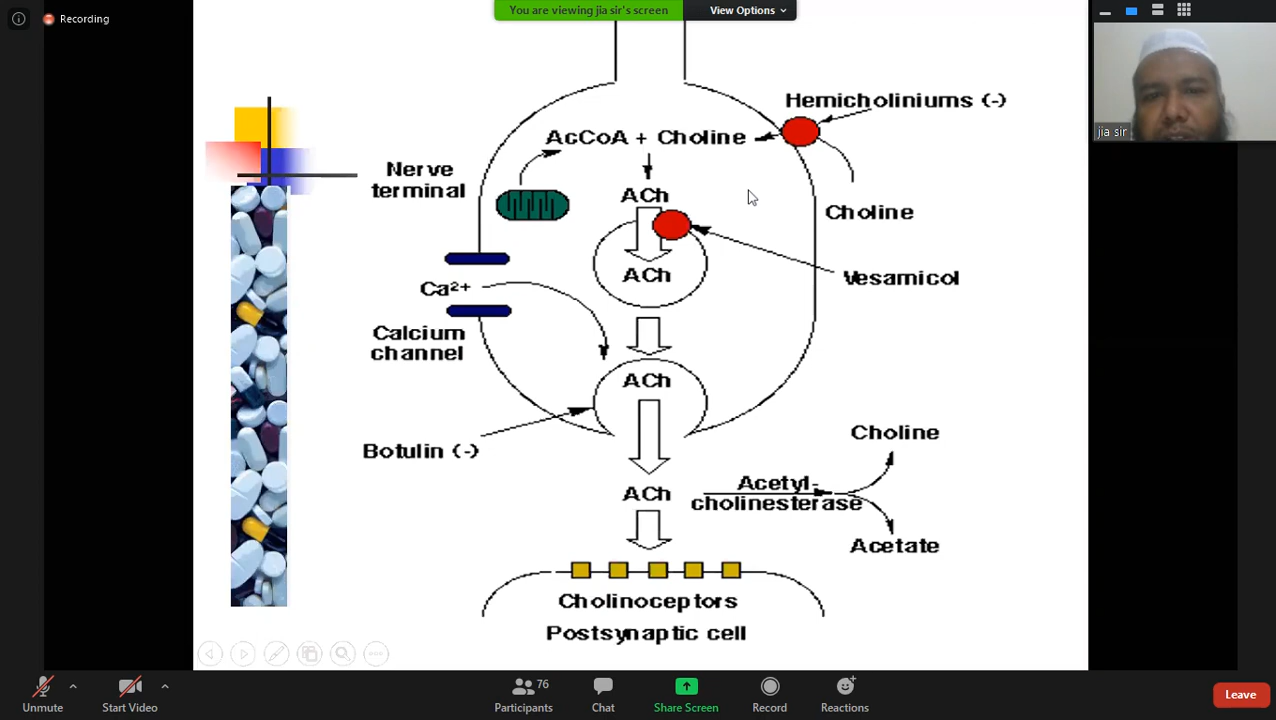 Recording
You are viewing jia sir's screen
View Options
jia sir
Hemicholiniums (-)
AcCoA + Choline
Nerve
terminal
ACh
Choline
ACh
Vesamicol
Ca²⁺
Calcium
channel
ACh
Botulin (-)
Choline
ACh
Acetyl-
cholinesterase
Acetate
Cholinoceptors
Postsynaptic cell
Unmute
Start Video
76
Participants
Chat
Share Screen
Record
Reactions
Leave